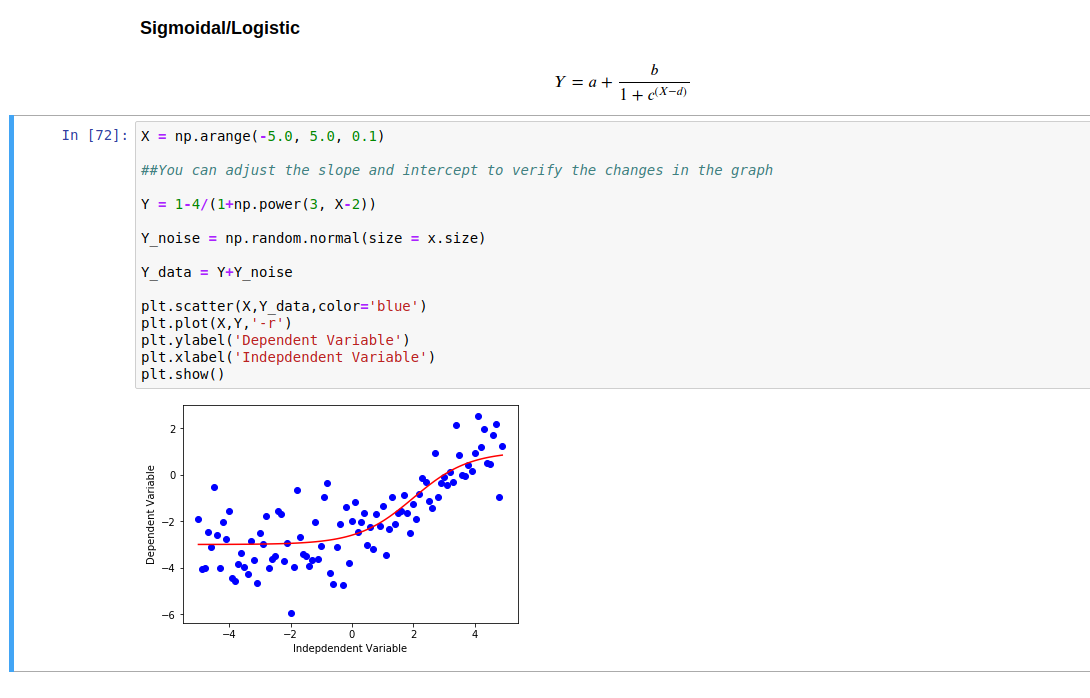 Sigmoidal/Logistic
Y = a + b / 1 + c^(X−d)
In [72]:
X = np.arange(-5.0, 5.0, 0.1)
##You can adjust the slope and intercept to verify the changes in the graph
Y = 1-4/(1+np.power(3, X-2))
Y_noise = np.random.normal(size = x.size)
Y_data = Y+Y_noise
plt.scatter(X,Y_data,color='blue')
plt.plot(X,Y,'-r')
plt.ylabel('Dependent Variable')
plt.xlabel('Indepdendent Variable')
plt.show()
Dependent Variable
2
0
−2
−4
−6
−4 −2 0 2 4
Indepdendent Variable